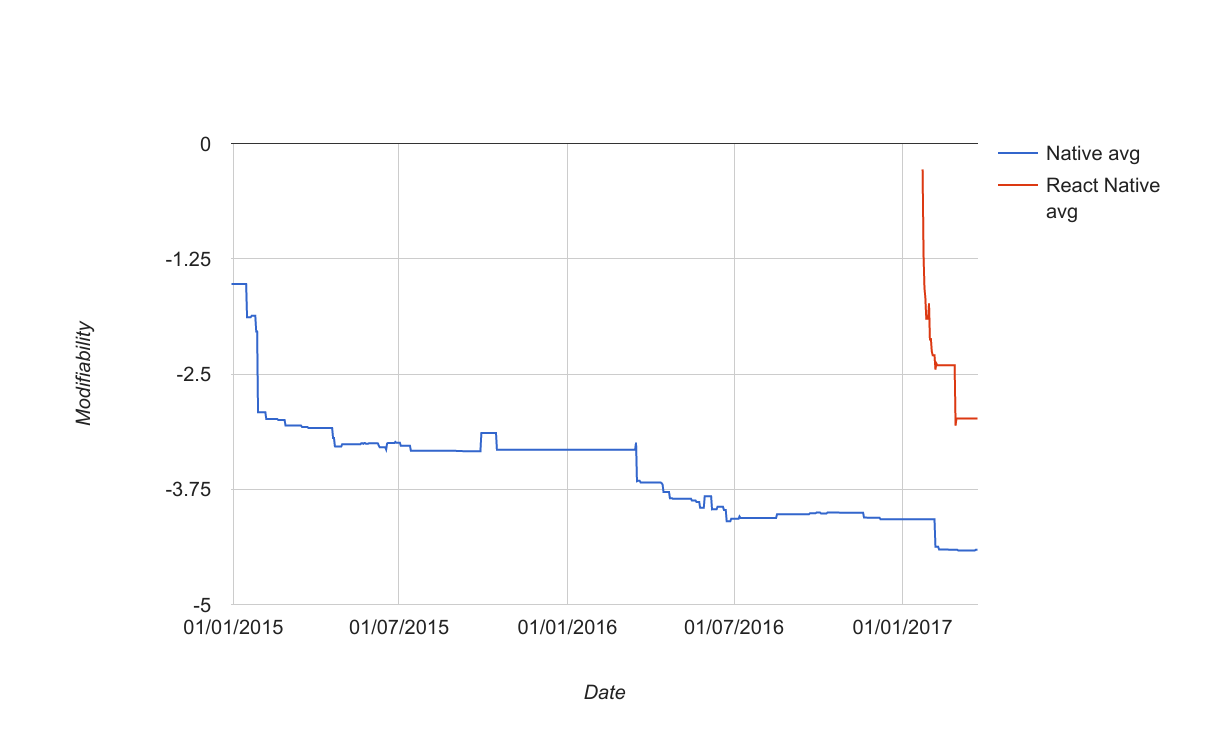 0
-1.25
-2.5
-3.75
-5
Modifiability
01/01/2015 01/07/2015 01/01/2016 01/07/2016 01/01/2017
Date
Native avg
React Native
avg